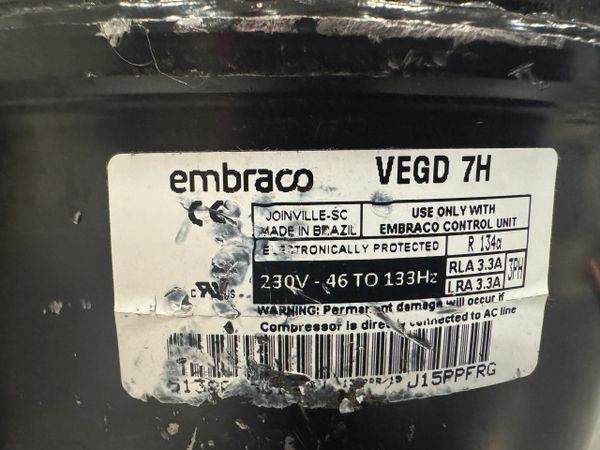 embraco VEGD 7H
CE
JOINVILLE-SC
MADE IN BRAZIL
USE ONLY WITH
EMBRACO CONTROL UNIT
ELECTRONICALLY PROTECTED
R 134a
230V - 46 TO 133Hz
RLA 3.3A
LRA 3.3A
3PH
c US
WARNING: Permanent damage will occur if
Compressor is directly connected to AC line
J15PPFRG